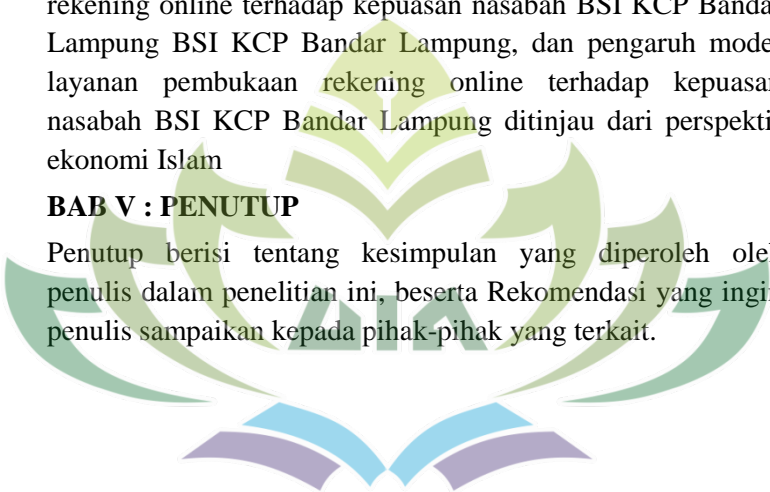 rekening online terhadap kepuasan nasabah BSI KCP Banda
Lampung BSI KCP Bandar Lampung, dan pengaruh mode
layanan pembukaan rekening online terhadap kepuasa
nasabah BSI KCP Bandar Lampung ditinjau dari perspekti
ekonomi Islam
BAB V : PENUTUP
Penutup berisi tentang kesimpulan yang diperoleh ole
penulis dalam penelitian ini, beserta Rekomendasi yang ingi
penulis sampaikan kepada pihak-pihak yang terkait.